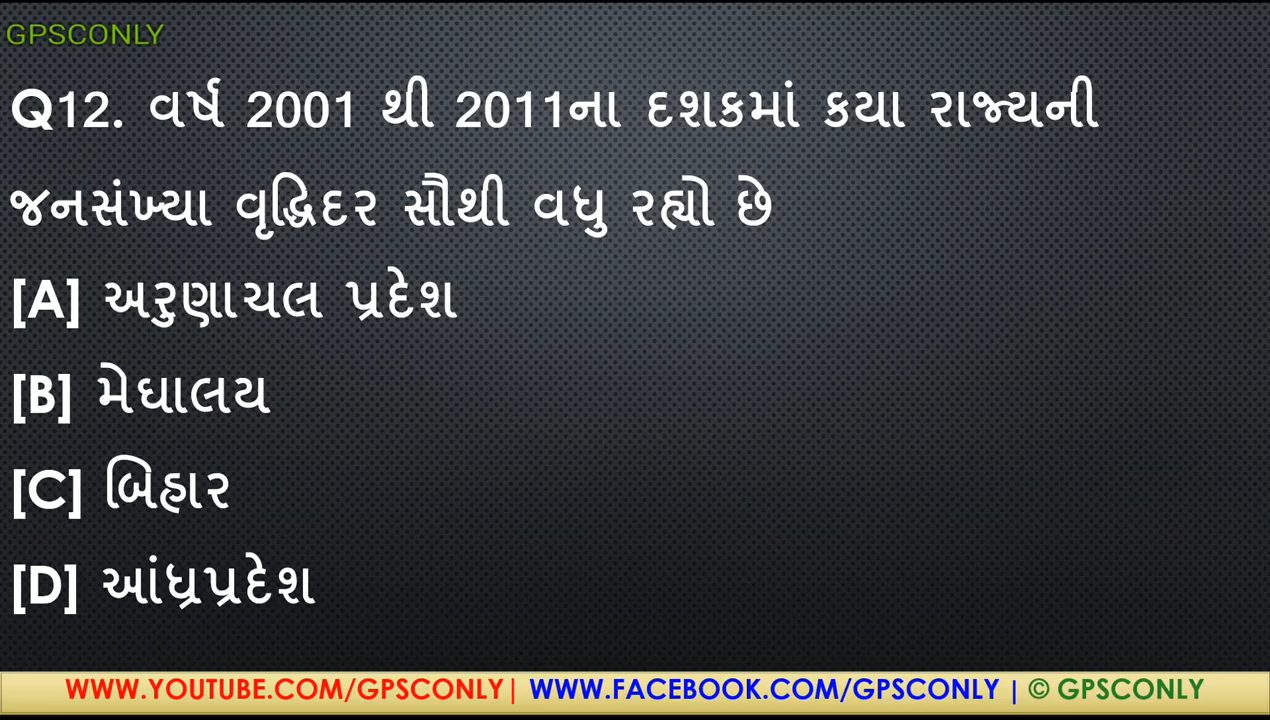 GPSCONLY
Q12. વર્ષ 2001 થી 2011ના દશકમાં કયા રાજ્યની
જનસંખ્યા વૃદ્ધિદર સૌથી વધુ રહ્યો છે
[A] અરુણાચલ પ્રદેશ
[B] મેઘાલય
[C] બિહાર
[D] આંધ્રપ્રદેશ
WWW.YOUTUBE.COM/GPSCONLY| WWW.FACEBOOK.COM/GPSCONLY | © GPSCONLY